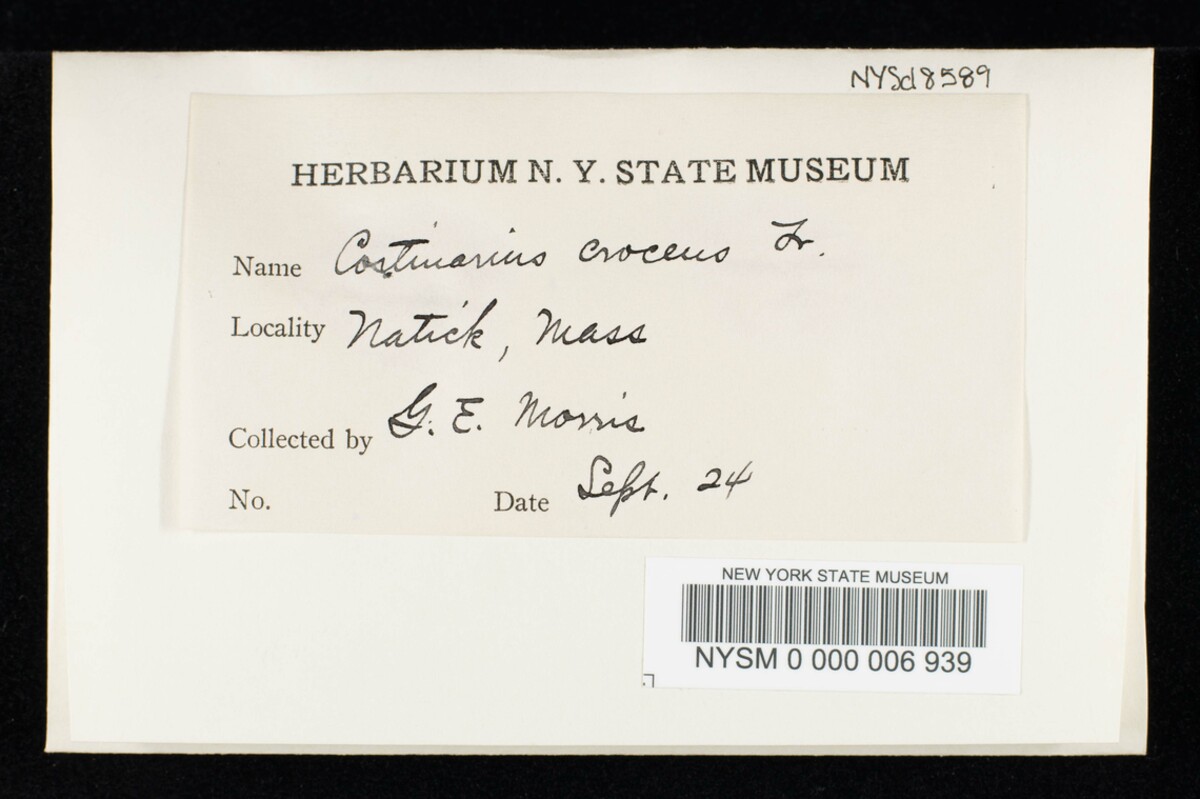 NYSd8589
HERBARIUM N. Y. STATE MUSEUM
Name Cortinarius croceus Fr.
Locality Natick, Mass
Collected by G. E. Morris
No. Date Sept. 24
NEW YORK STATE MUSEUM
NYSM 0 000 006 939